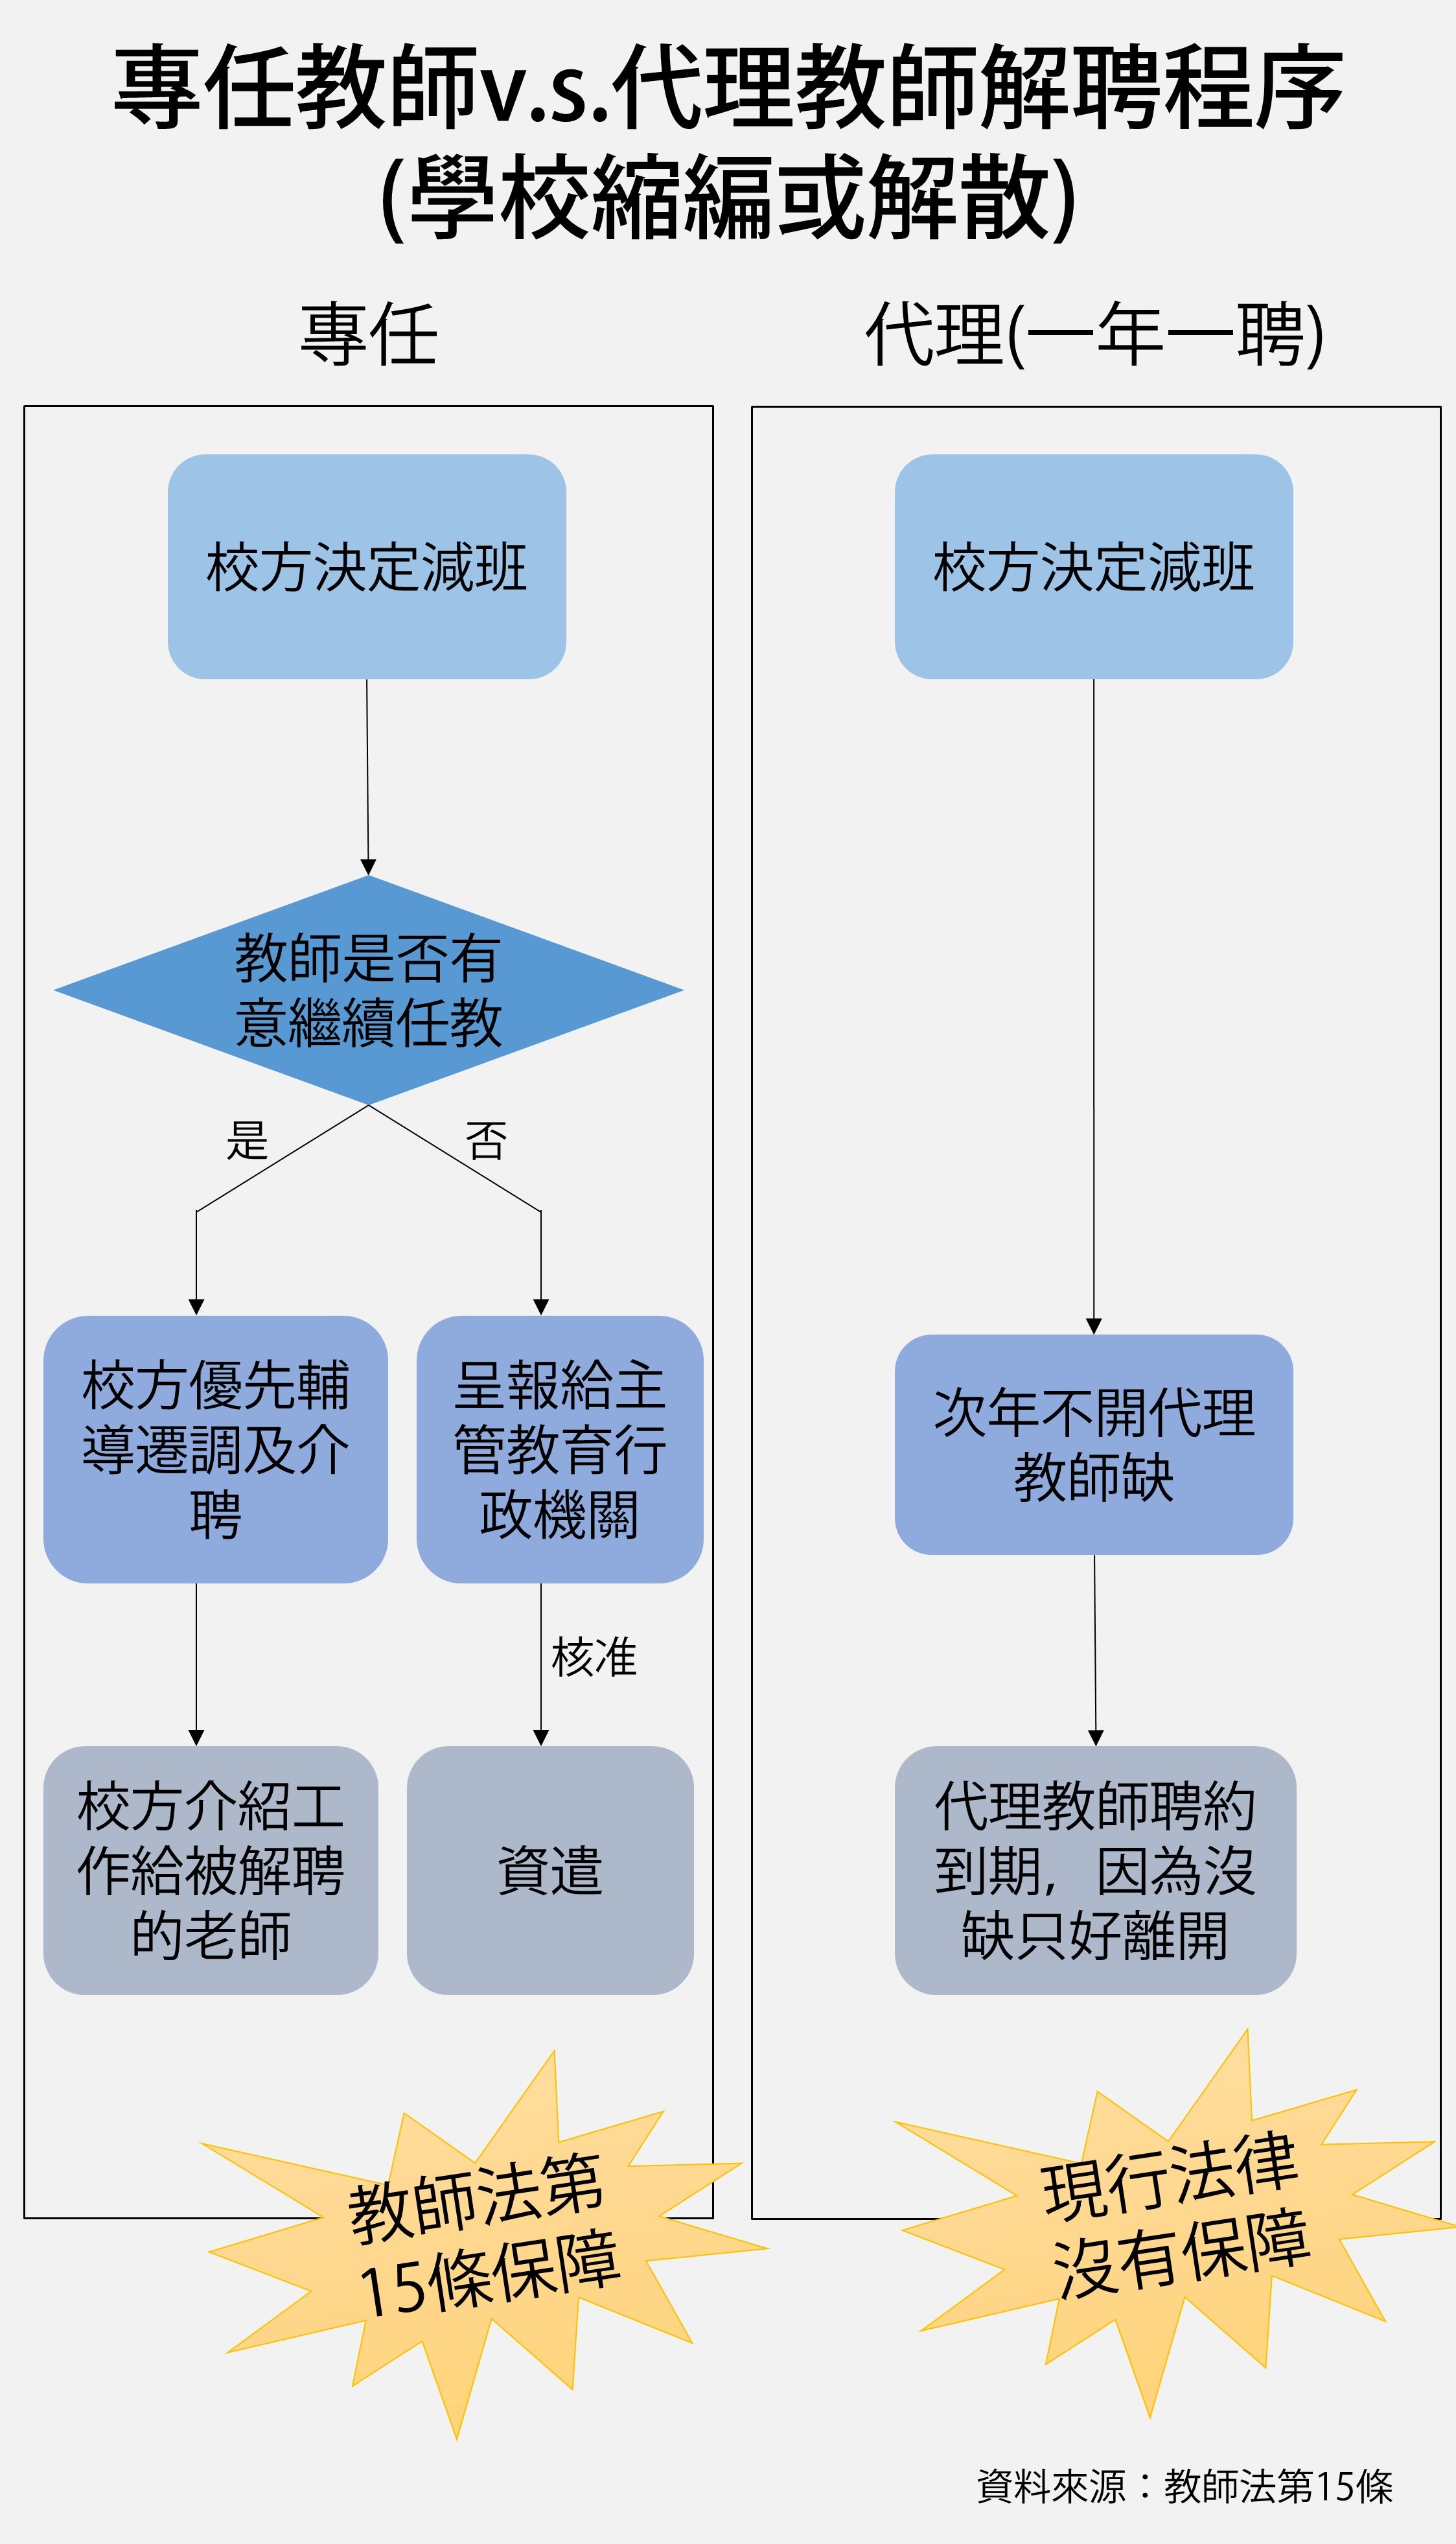 專任教師v.s.代理教師解聘程序
(學校縮編或解散)
專任
代理(一年一聘)
校方決定減班
校方決定減班
教師是否有
意繼續任教
是
否
校方優先輔
導遷調及介
聘
呈報給主
管教育行
政機關
次年不開代理
教師缺
核准
校方介紹工
作給被解聘
的老師
資遣
代理教師聘約
到期，因為沒
缺只好離開
教師法第
15條保障
現行法律
沒有保障
資料來源：教師法第15條